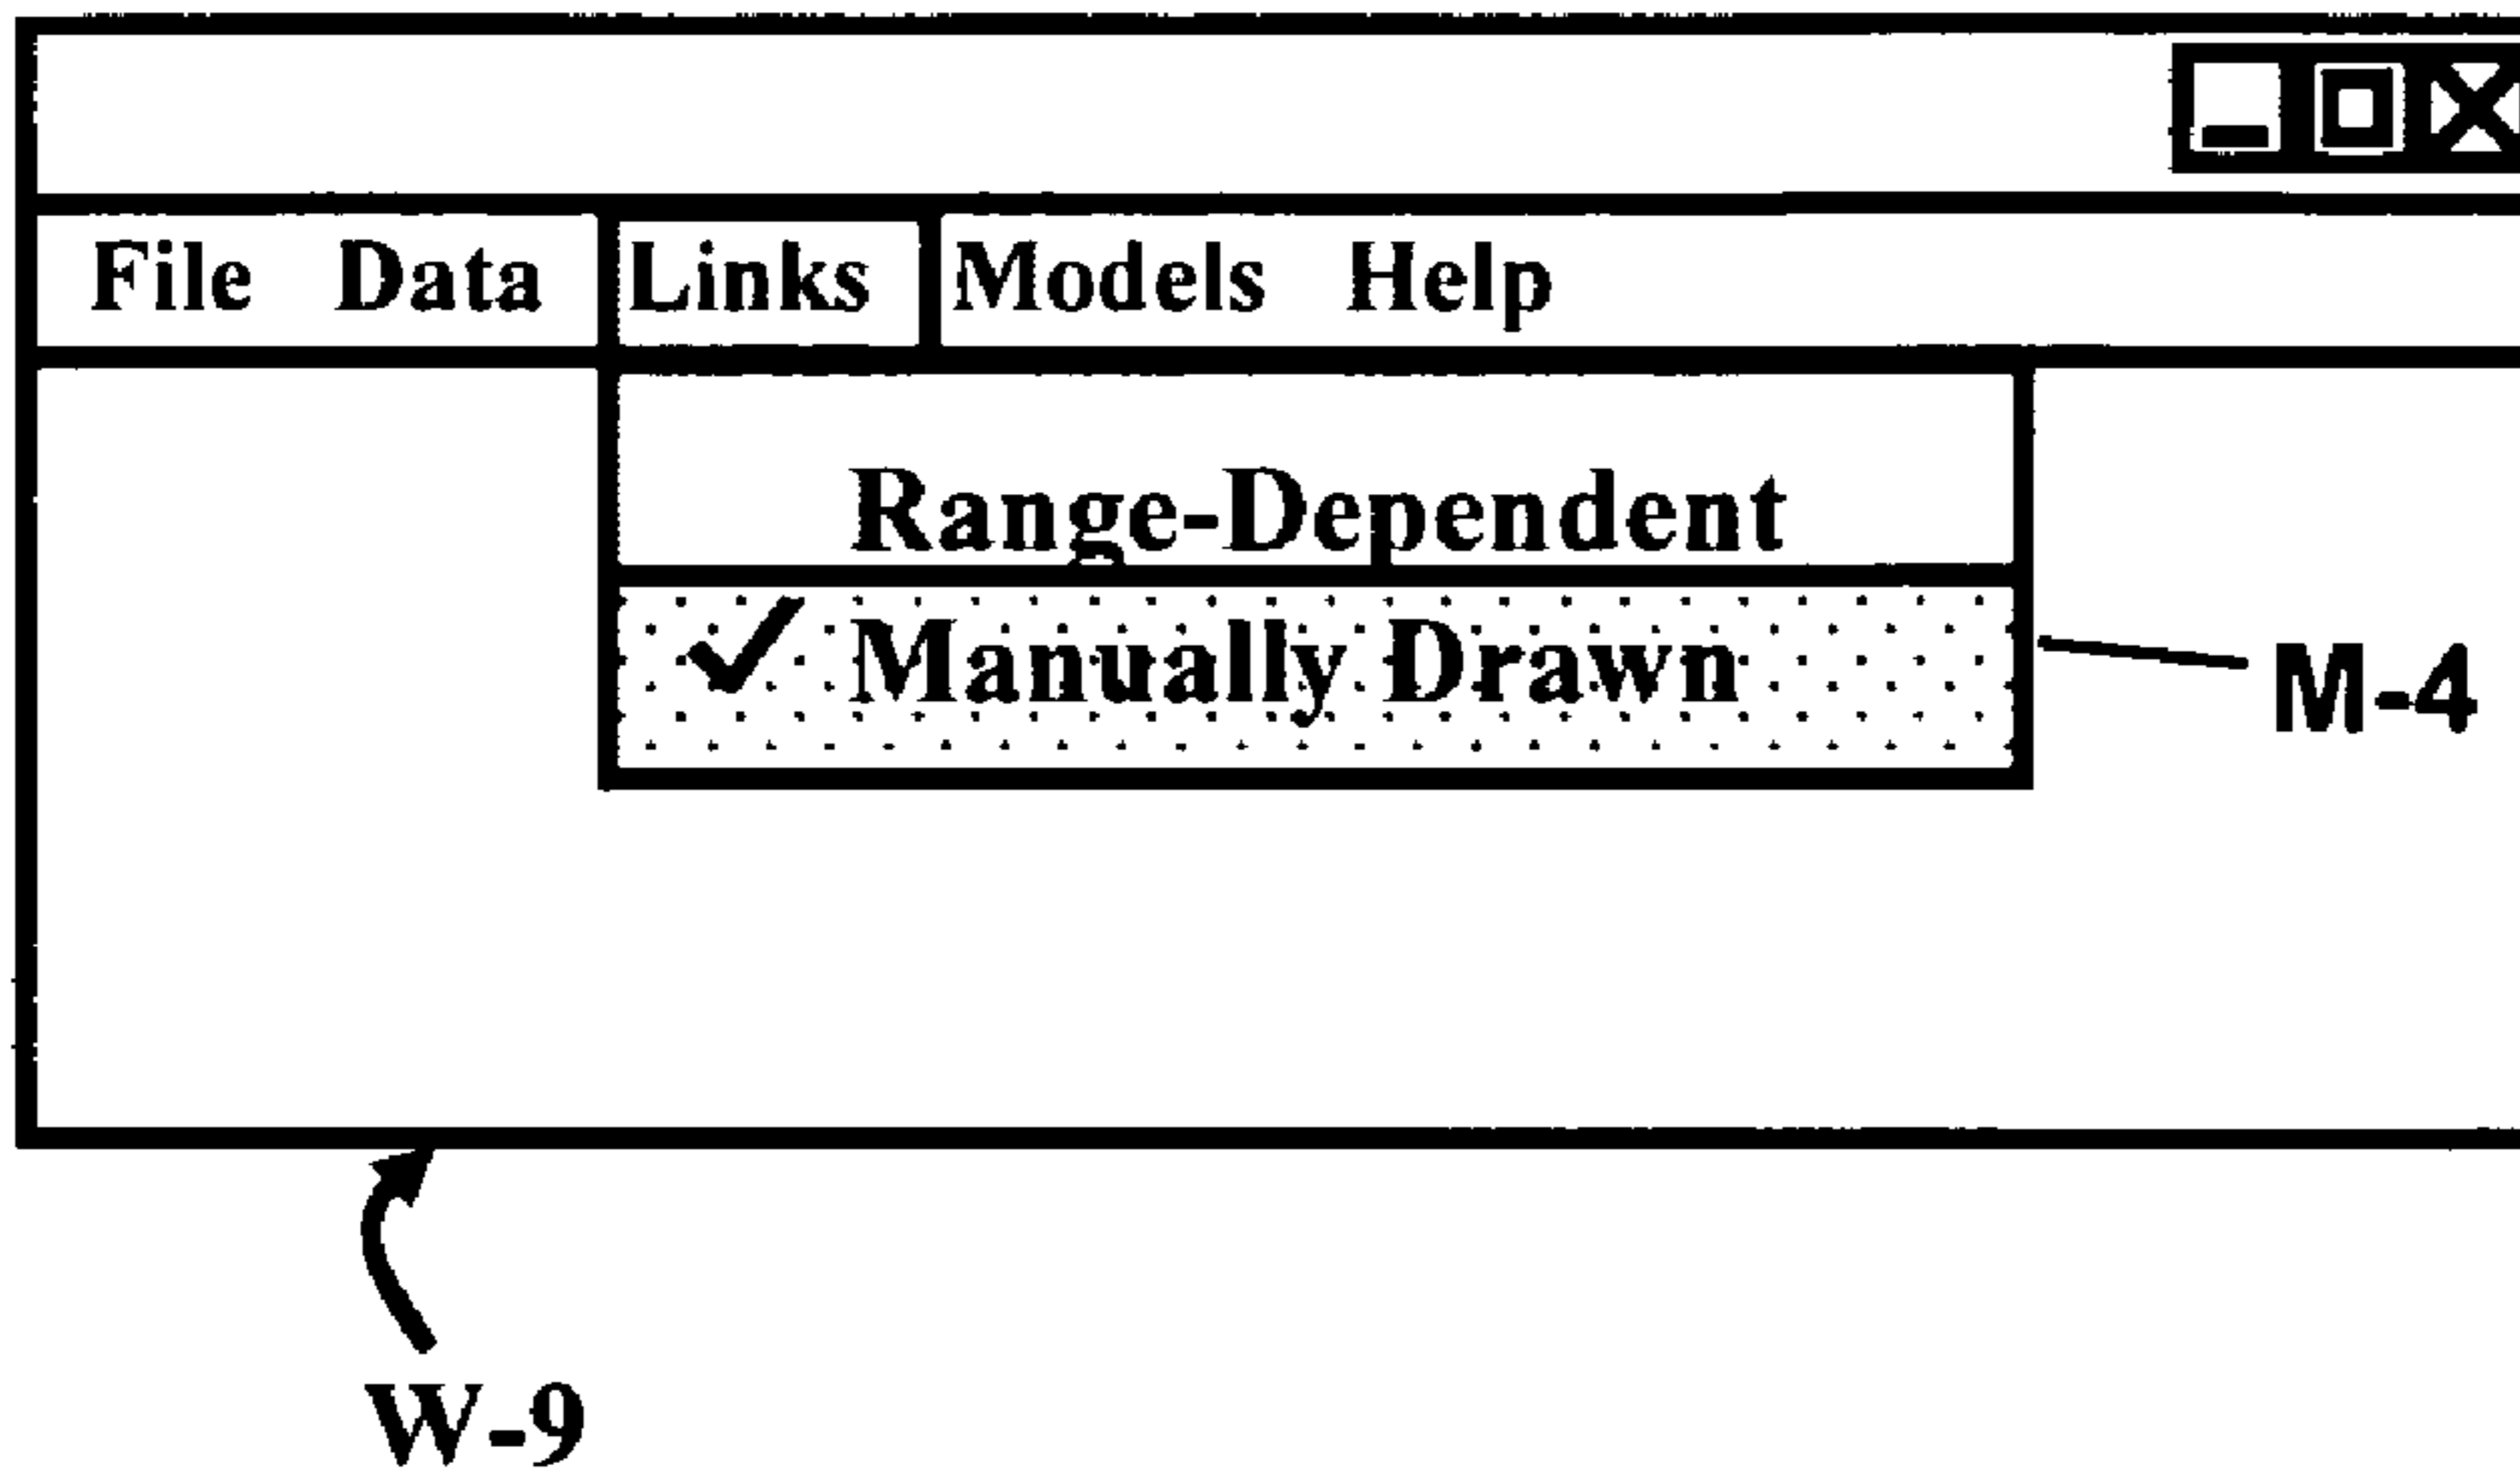 File Data Links Models Help
Range-Dependent
Manually Drawn
M-4
W-9